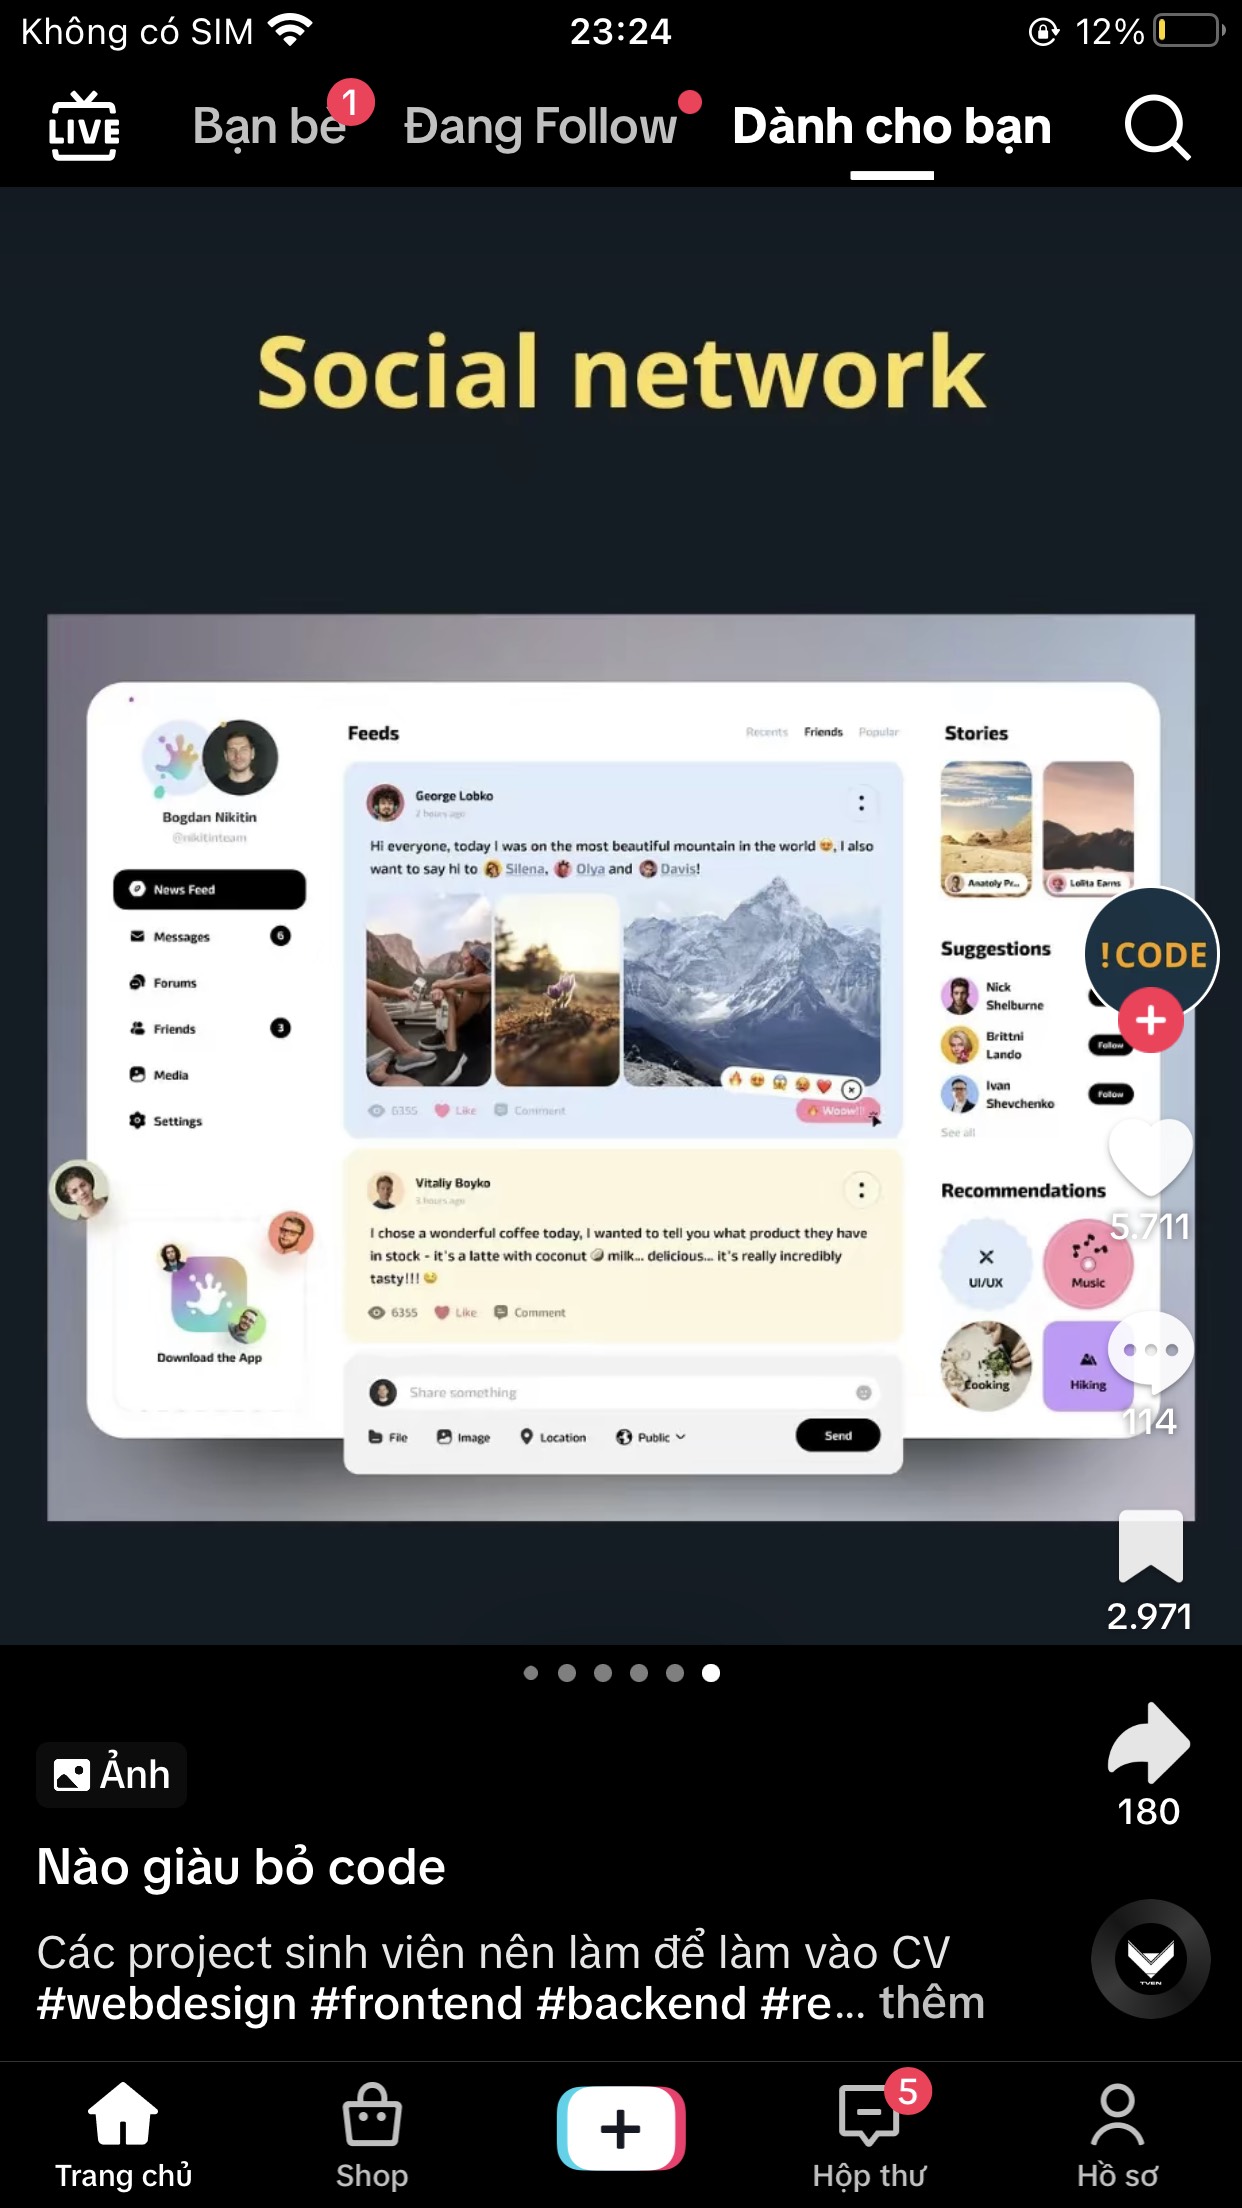 Không có SIM
23:24
12%
LIVE
Bạn bè
1
Đang Follow
Dành cho bạn
Social network
Bogdan Nikitin
@nikitinteam
News Feed
Messages
6
Forums
Friends
3
Media
Settings
Download the App
Feeds
Recents
Friends
Popular
George Lobko
2 hours ago
Hi everyone, today I was on the most beautiful mountain in the world 😍, I also
want to say hi to Silena, Olya and Davis!
6355
Like
Comment
🔥 Woow!!!
Vitaliy Boyko
3 hours ago
I chose a wonderful coffee today, I wanted to tell you what product they have
in stock - it's a latte with coconut 🥥 milk... delicious... it's really incredibly
tasty!!! 😉
6355
Like
Comment
Share something
File
Image
Location
Public
Send
Stories
Anatoly Pr...
Lolita Earns
Suggestions
Nick
Shelburne
Brittni
Lando
Follow
Ivan
Shevchenko
Follow
See all
Recommendations
UI/UX
Music
Cooking
Hiking
!CODE
5.711
114
2.971
180
Ảnh
Nào giàu bỏ code
Các project sinh viên nên làm để làm vào CV
#webdesign #frontend #backend #re... thêm
TVEN
Trang chủ
Shop
Hộp thư
5
Hồ sơ